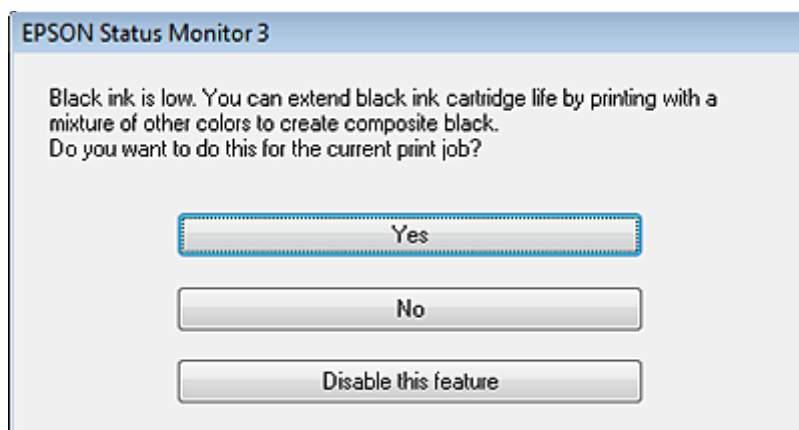 EPSON Status Monitor 3
Black ink is low. You can extend black ink cartridge life by printing with a
mixture of other colors to create composite black.
Do you want to do this for the current print job?
Yes
No
Disable this feature